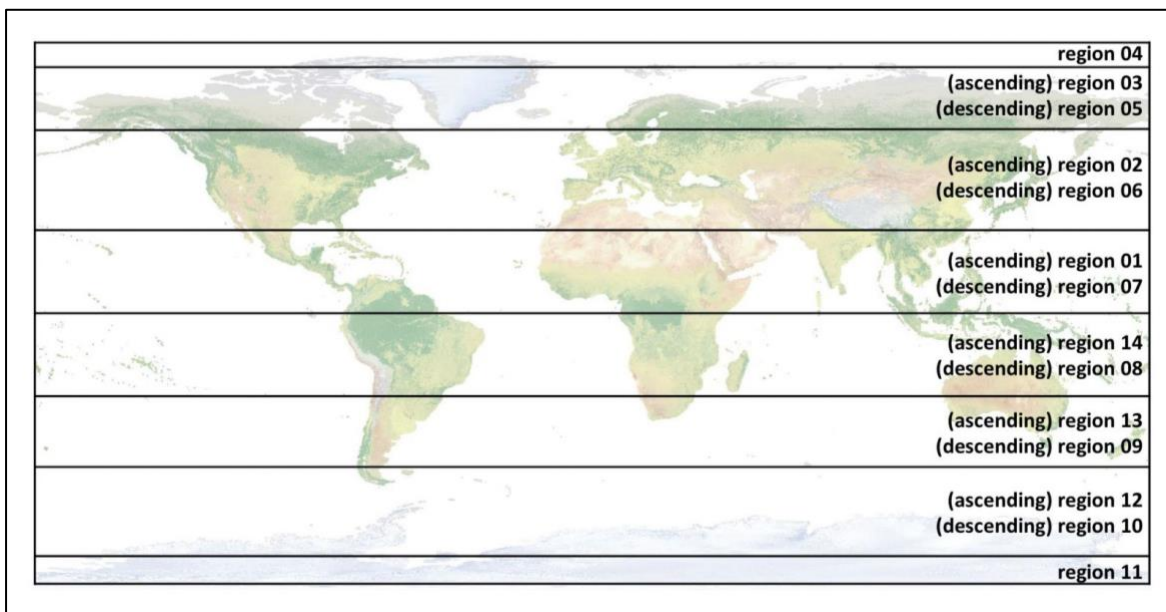 region 04
(ascending) region 03
(descending) region 05
(ascending) region 02
(descending) region 06
(ascending) region 01
(descending) region 07
(ascending) region 14
(descending) region 08
(ascending) region 13
(descending) region 09
(ascending) region 12
(descending) region 10
region 11